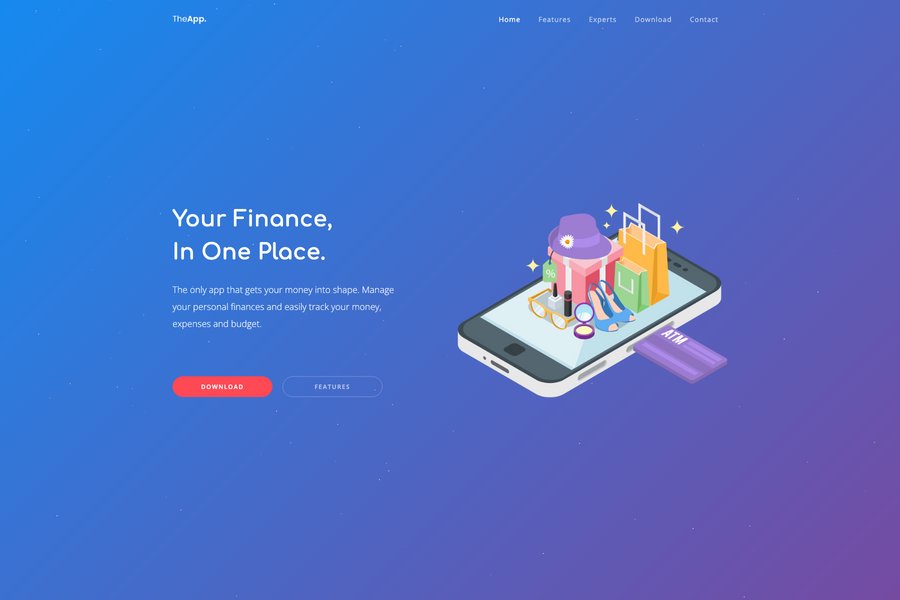 TheApp.
Home Features Experts Download Contact
Your Finance,
In One Place.
The only app that gets your money into shape. Manage
your personal finances and easily track your money,
expenses and budget.
DOWNLOAD FEATURES
%
ATM